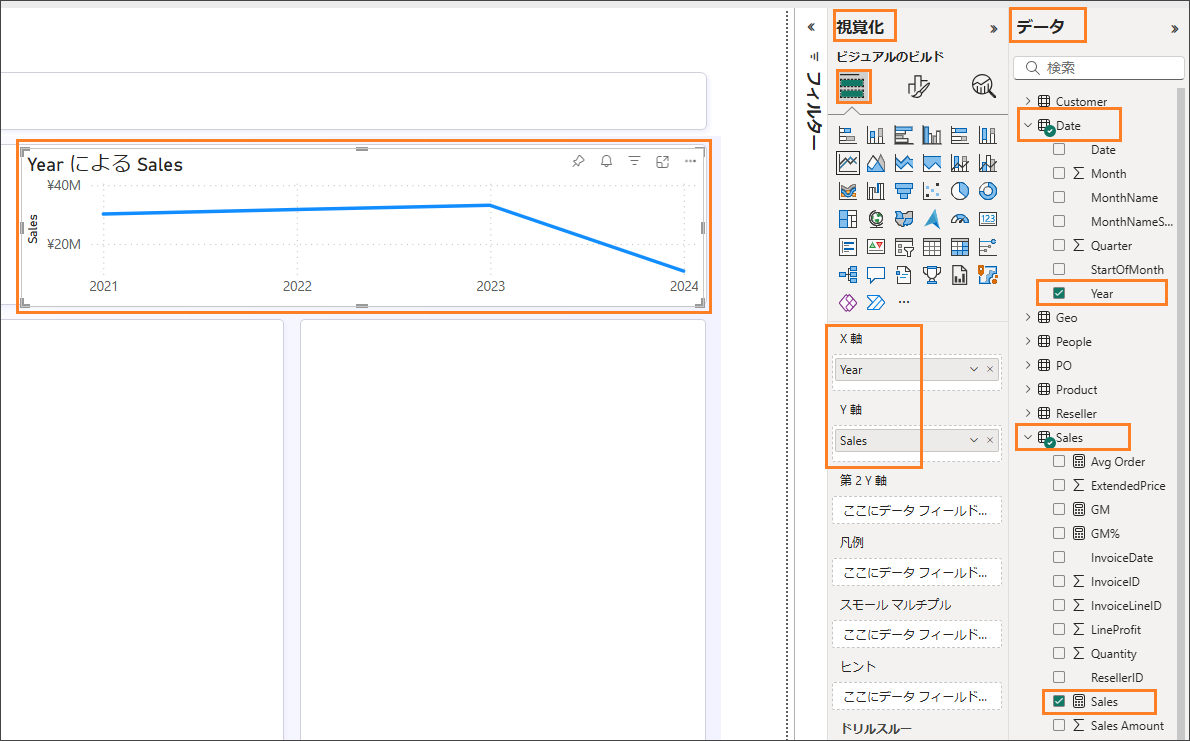 Year による Sales
¥40M
¥20M
Sales
2021
2022
2023
2024
フィルター
視覚化
ビジュアルのビルド
123
X 軸
Year
Y 軸
Sales
第 2 Y 軸
ここにデータ フィールド...
凡例
ここにデータ フィールド...
スモール マルチプル
ここにデータ フィールド...
ヒント
ここにデータ フィールド...
ドリルスルー
データ
検索
Customer
Date
Date
Month
MonthName
MonthNameS...
Quarter
StartOfMonth
Year
Geo
People
PO
Product
Reseller
Sales
Avg Order
ExtendedPrice
GM
GM%
InvoiceDate
InvoiceID
InvoiceLineID
LineProfit
Quantity
ResellerID
Sales
Sales Amount